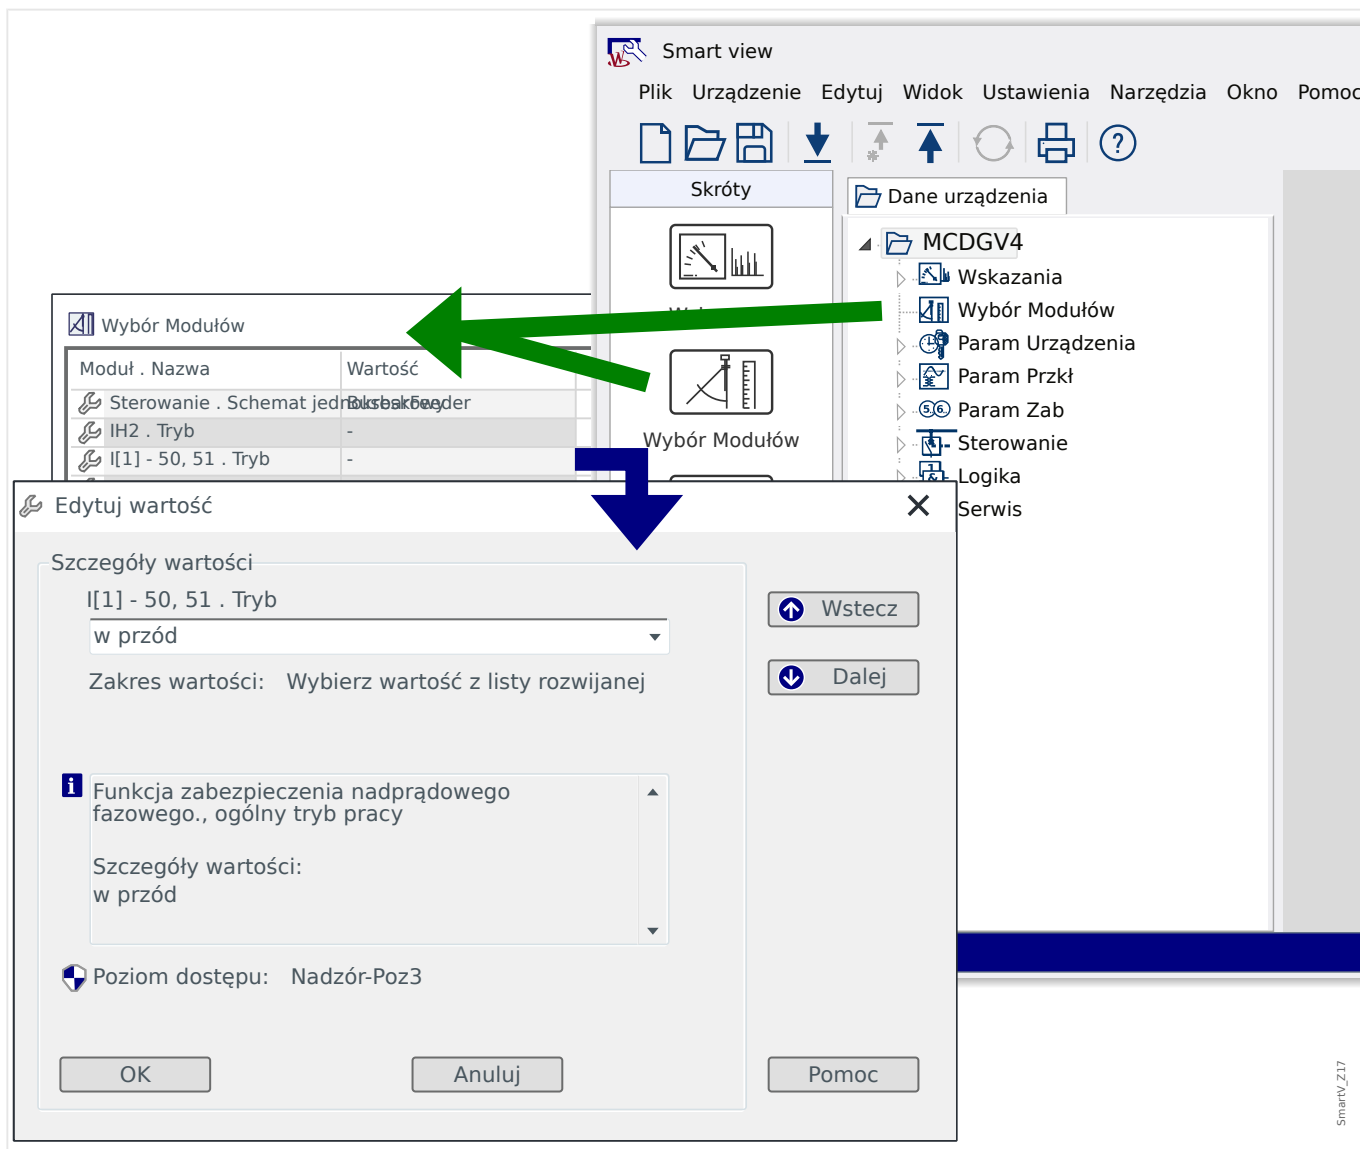 Smart view
Plik Urządzenie Edytuj Widok Ustawienia Narzędzia Okno Pomoc
Skróty
Dane urządzenia
MCDGV4
Wskazania
Wybór Modułów
Param Urządzenia
Param Przkł
Param Zab
Sterowanie
Logika
Serwis
Wybór Modułów
Wybór Modułów
Moduł . Nazwa Wartość
Sterowanie . Schemat
IH2 . Tryb -
I[1] - 50, 51 . Tryb -
Edytuj wartość
Szczegóły wartości
I[1] - 50, 51 . Tryb
w przód
Zakres wartości: Wybierz wartość z listy rozwijanej
Wstecz
Dalej
Funkcja zabezpieczenia nadprądowego
fazowego., ogólny tryb pracy
Szczegóły wartości:
w przód
Poziom dostępu: Nadzór-Poz3
OK Anuluj Pomoc
SmartV_Z17